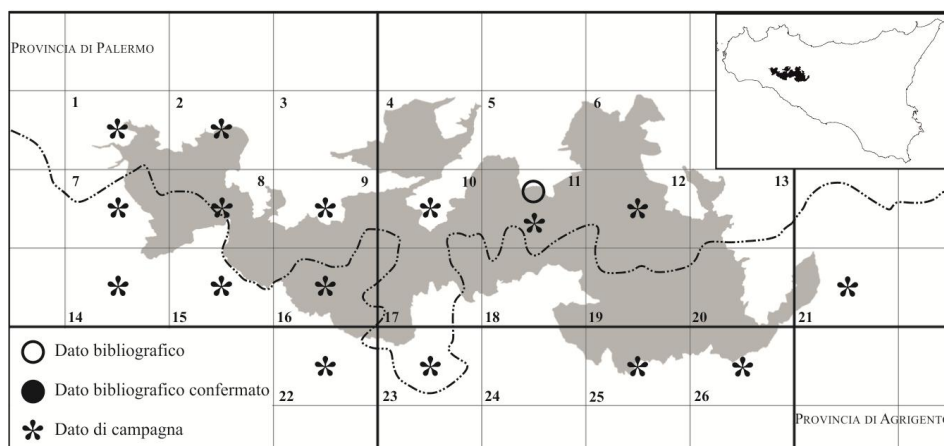 PROVINCIA DI PALERMO
1 2 3 4 5 6
7 8 9 10 11 12 13
14 15 16 17 18 19 20 21
Dato bibliografico
Dato bibliografico confermato
Dato di campagna
22 23 24 25 26
PROVINCIA DI AGRIGENTO